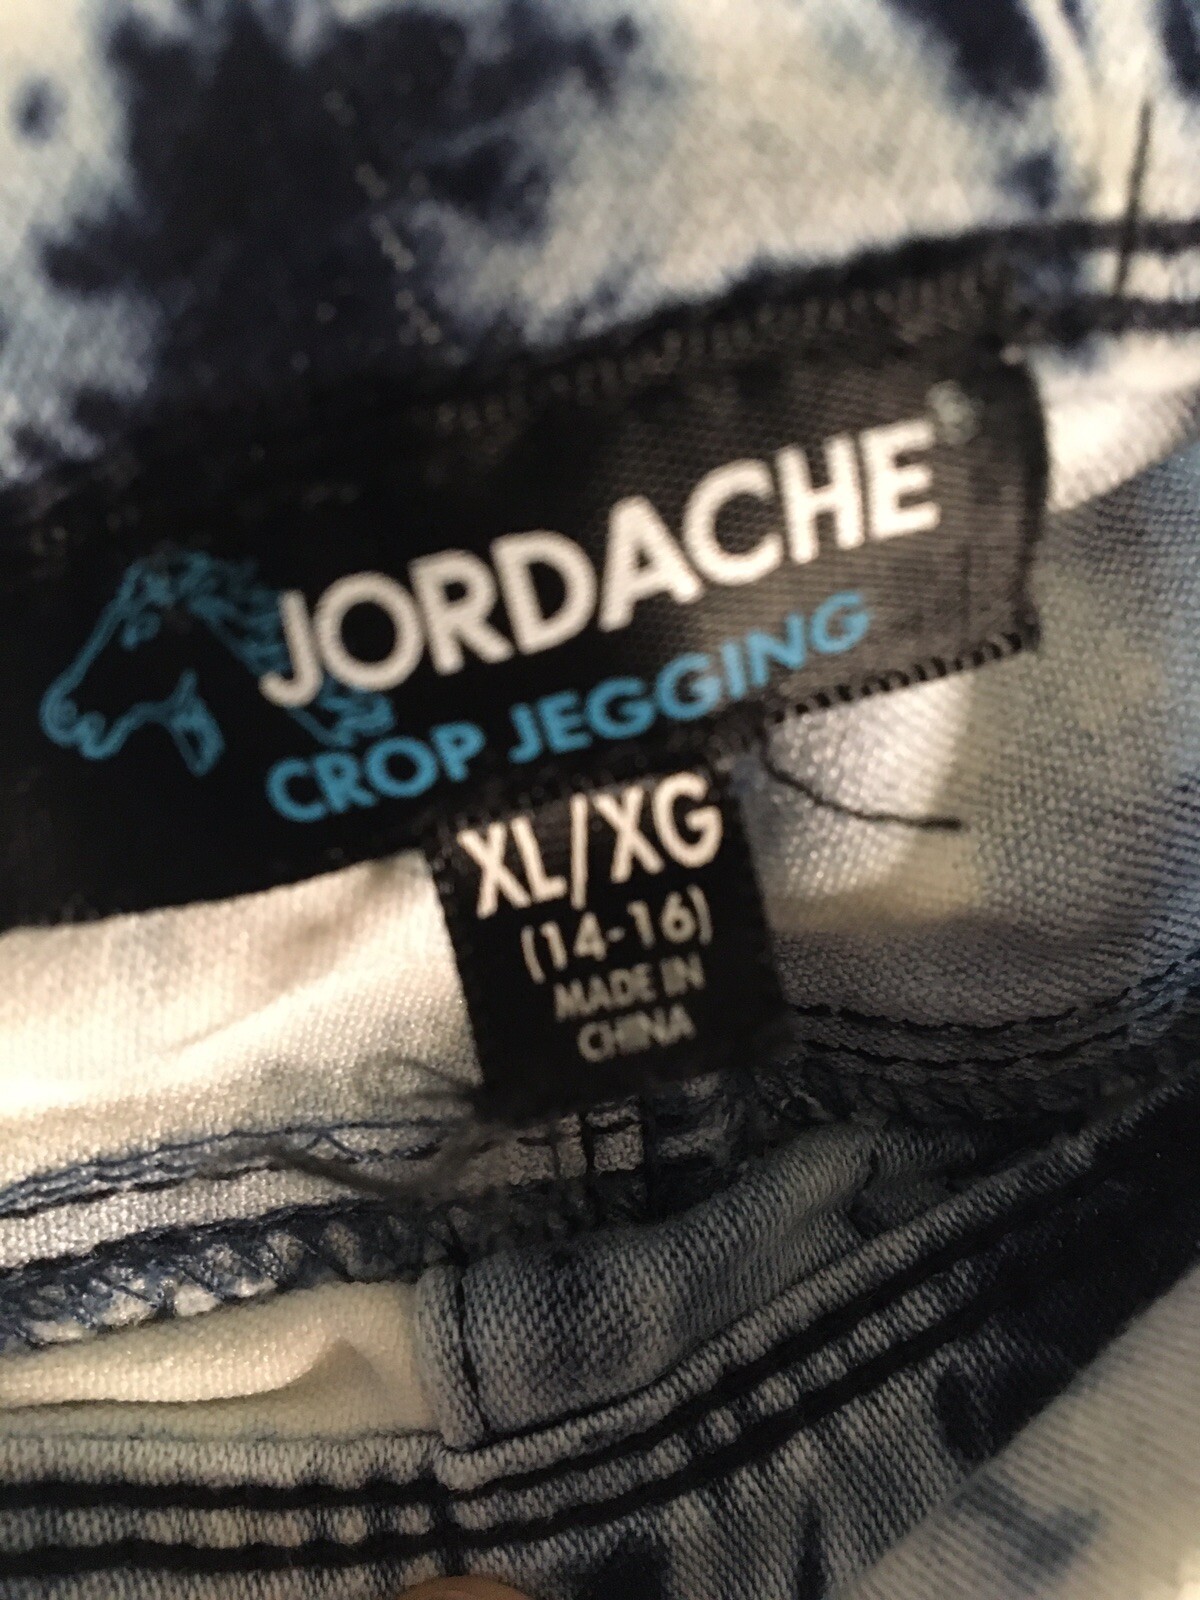 JORDACHE®
CROP JEGGING
XL/XG
(14-16)
MADE IN
CHINA